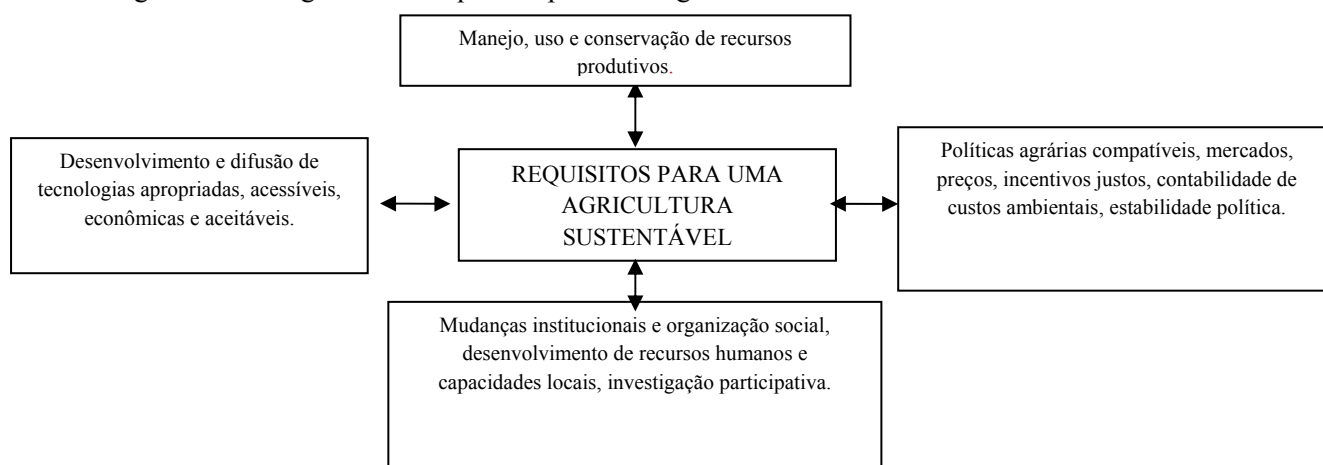 Manejo, uso e conservação de recursos
produtivos.
Desenvolvimento e difusão de
tecnologias apropriadas, acessíveis,
econômicas e aceitáveis.
REQUISITOS PARA UMA
AGRICULTURA
SUSTENTÁVEL
Políticas agrárias compatíveis, mercados,
preços, incentivos justos, contabilidade de
custos ambientais, estabilidade política.
Mudanças institucionais e organização social,
desenvolvimento de recursos humanos e
capacidades locais, investigação participativa.